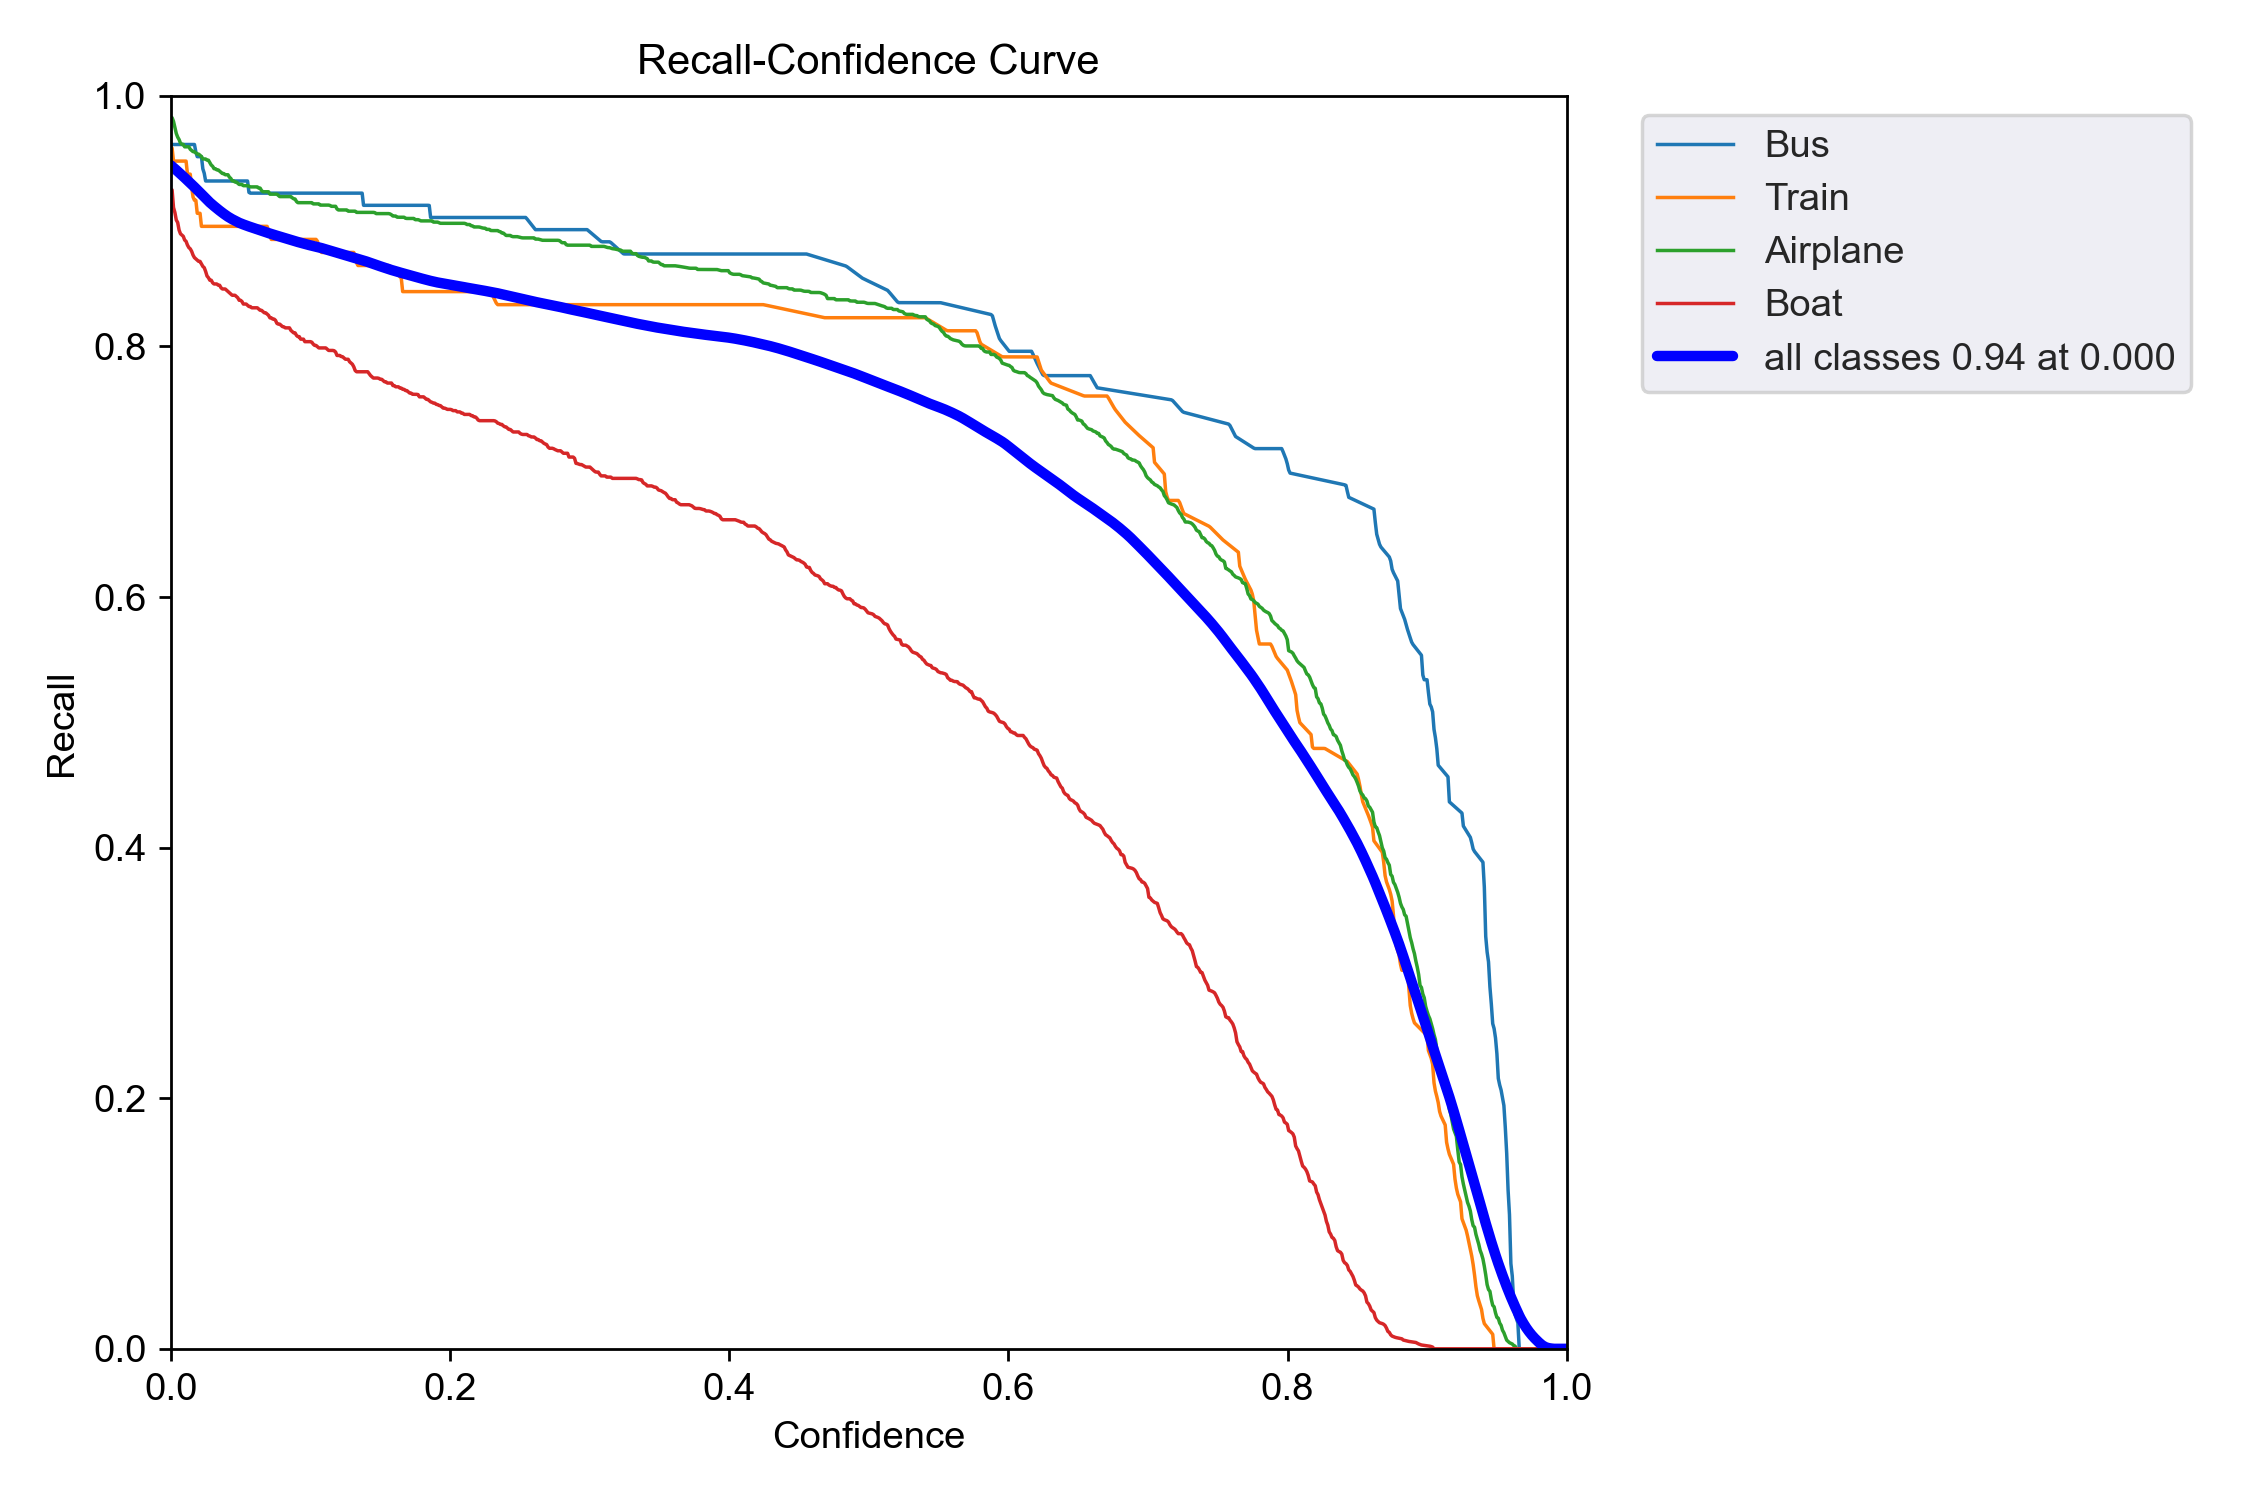 Recall-Confidence Curve
1.0
0.8
0.6
0.4
0.2
0.0
Recall
0.0 0.2 0.4 0.6 0.8 1.0
Confidence
Bus
Train
Airplane
Boat
all classes 0.94 at 0.000